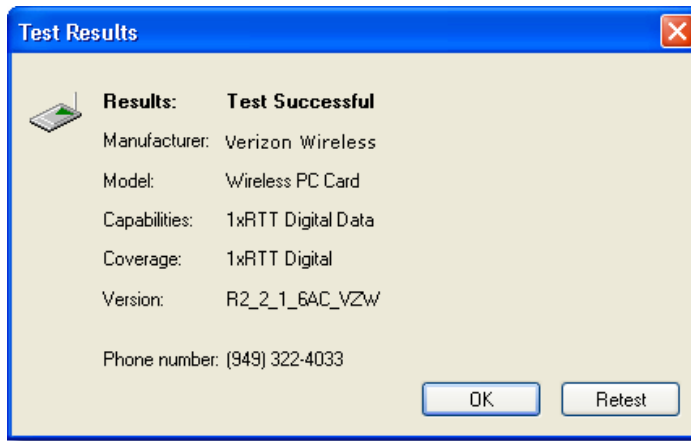 Test Results
Results: Test Successful
Manufacturer: Verizon Wireless
Model: Wireless PC Card
Capabilities: 1xRTT Digital Data
Coverage: 1xRTT Digital
Version: R2_2_1_6AC_VZW
Phone number: (949) 322-4033
OK Retest